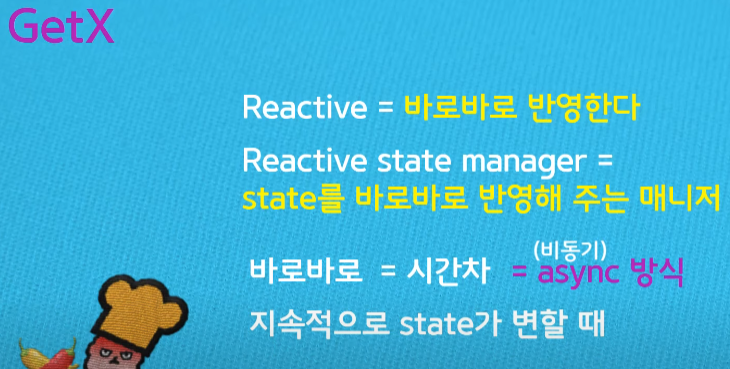 GetX
Reactive = 바로바로 반영한다
Reactive state manager =
state를 바로바로 반영해 주는 매니저
(비동기)
바로바로 = 시간차 = async 방식
지속적으로 state가 변할 때